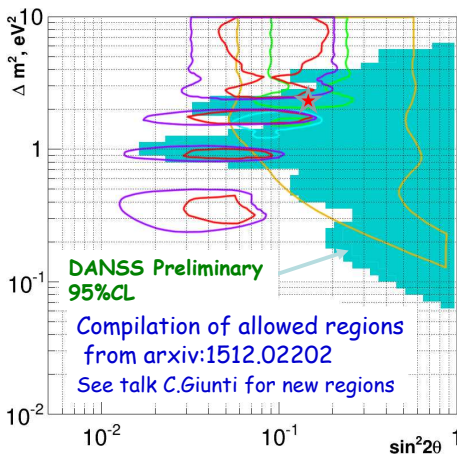 Δ m², eV²
10
1
10⁻¹
10⁻²
DANSS Preliminary
95%CL
Compilation of allowed regions
from arxiv:1512.02202
See talk C.Giunti for new regions
10⁻²
10⁻¹
1
sin²2θ